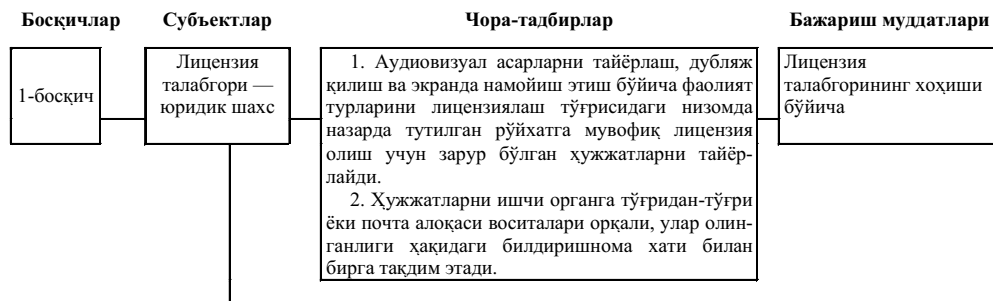 Босқичлар Субъектлар Чора-тадбирлар Бажариш муддатлари
1-босқич
Лицензия
талабгори —
юридик шахс
1. Аудиовизуал асарларни тайёрлаш, дубляж
қилиш ва экранда намойиш этиш бўйича фаолият
турларини лицензиялаш тўғрисидаги низомда
назарда тутилган рўйхатга мувофиқ лицензия
олиш учун зарур бўлган ҳужжатларни тайёр-
лайди.
2. Ҳужжатларни ишчи органга тўғридан-тўғри
ёки почта алоқаси воситалари орқали, улар олин-
ганлиги ҳақидаги билдиришнома хати билан
бирга тақдим этади.
Лицензия
талабгорининг хоҳиши
бўйича